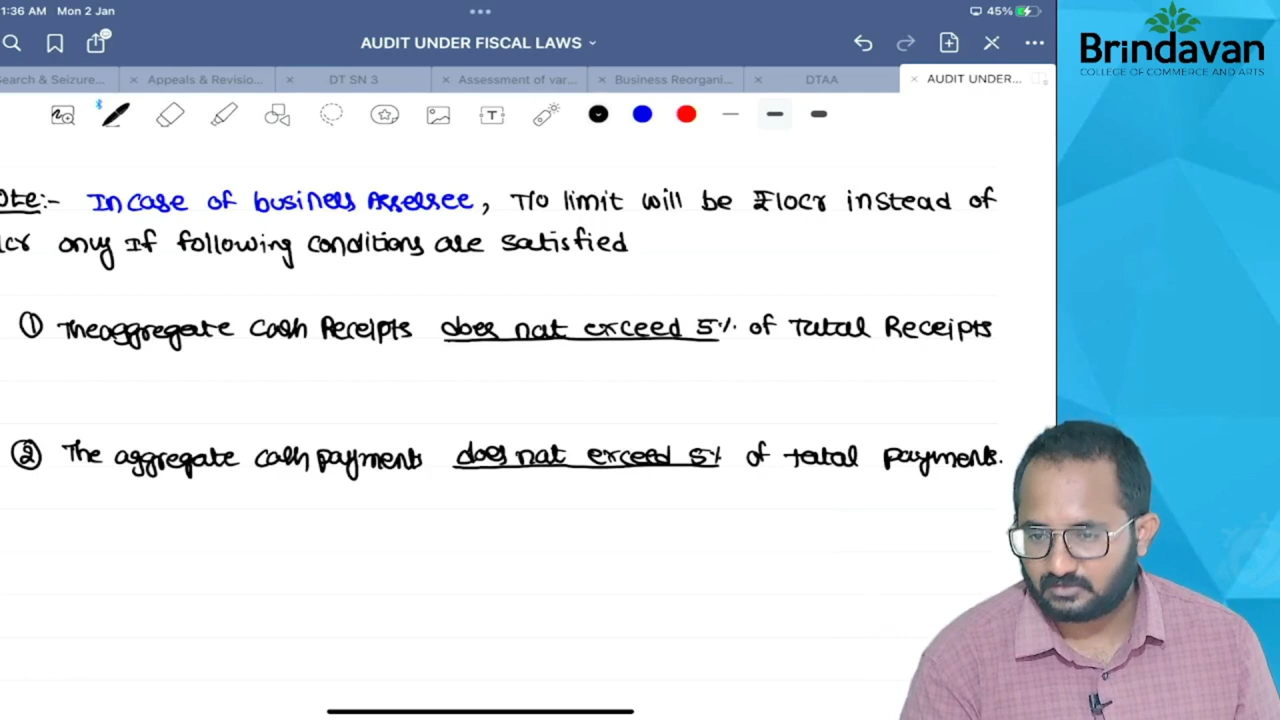 1:36 AM Mon 2 Jan
45%
AUDIT UNDER FISCAL LAWS
earch & Seizure...
Appeals & Revisio...
DT SN 3
Assessment of var...
Business Reorgani...
DTAA
AUDIT UNDER...
Brindavan
COLLEGE OF COMMERCE AND ARTS
ote:- In case of business Assessee, T/o limit will be ₹10cr instead of
1cr only If following conditions are satisfied
① The aggregate cash Receipts does not exceed 5% of Total Receipts
② The aggregate cash payments does not exceed 5% of total payments.